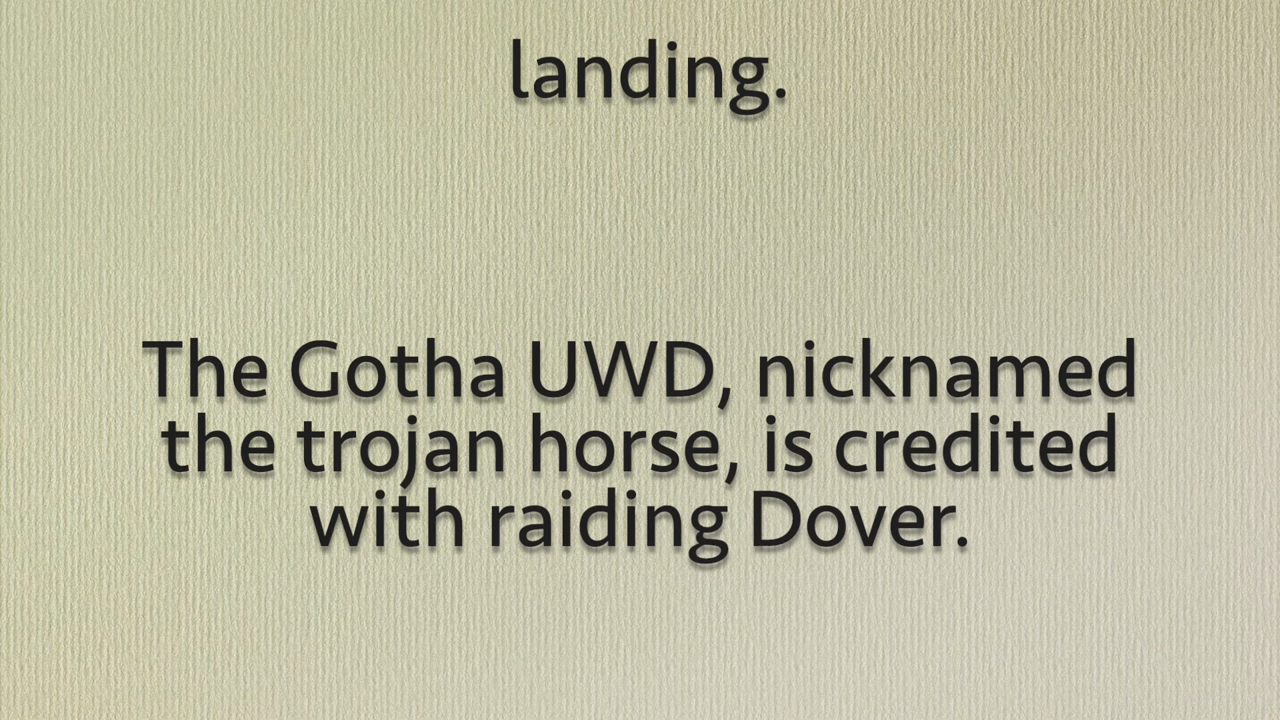 landing.
The Gotha UWD, nicknamed
the trojan horse, is credited
with raiding Dover.